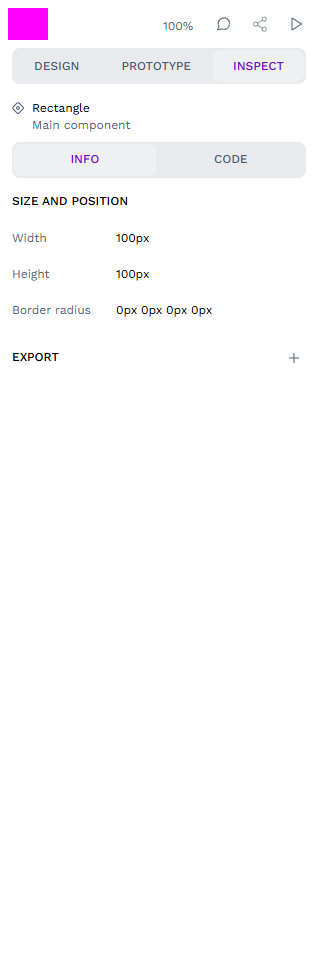 100%
DESIGN PROTOTYPE INSPECT
Rectangle
Main component
INFO CODE
SIZE AND POSITION
Width 100px
Height 100px
Border radius 0px 0px 0px 0px
EXPORT